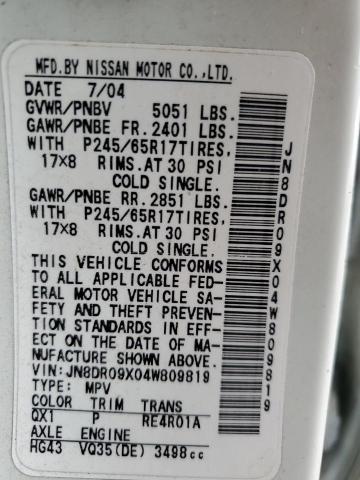 MFD.BY NISSAN MOTOR CO.,LTD.
DATE 7/04
GVWR/PNBV 5051 LBS.
GAWR/PNBE FR.2401 LBS.
WITH P245/65R17TIRES,
17×8 RIMS.AT 30 PSI
COLD SINGLE.
GAWR/PNBE RR.2851 LBS.
WITH P245/65R17TIRES,
17×8 RIMS.AT 30 PSI
COLD SINGLE.
THIS VEHICLE CONFORMS
TO ALL APPLICABLE FED-
ERAL MOTOR VEHICLE SA-
FETY AND THEFT PREVEN-
TION STANDARDS IN EFF-
ECT ON THE DATE OF MA-
NUFACTURE SHOWN ABOVE.
VIN:JN8DR09X04W809819
TYPE: MPV
COLOR TRIM TRANS
QX1 P RE4R01A
AXLE ENGINE
HG43 VQ35(DE) 3498cc
JN8DR09X04W809819